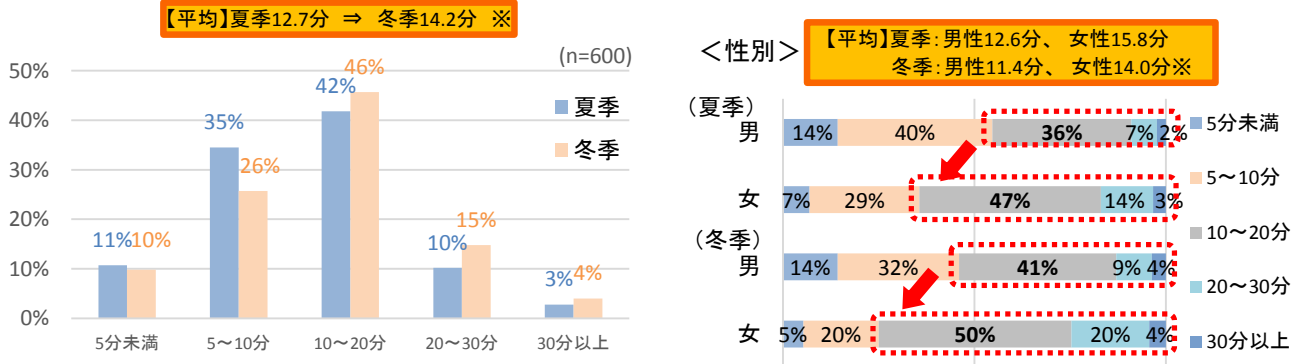 【平均】夏季12.7分 ⇒ 冬季14.2分 ※
(n=600)
50%
40%
30%
20%
10%
0%
夏季
冬季
11%
10%
35%
26%
42%
46%
10%
15%
3%
4%
5分未満
5～10分
10～20分
20～30分
30分以上
＜性別＞
【平均】夏季：男性12.6分、 女性15.8分
冬季：男性11.4分、 女性14.0分※
（夏季）
男
14% 40% 36% 7% 2%
女
7% 29% 47% 14% 3%
（冬季）
男
14% 32% 41% 9% 4%
女
5% 20% 50% 20% 4%
5分未満
5～10分
10～20分
20～30分
30分以上